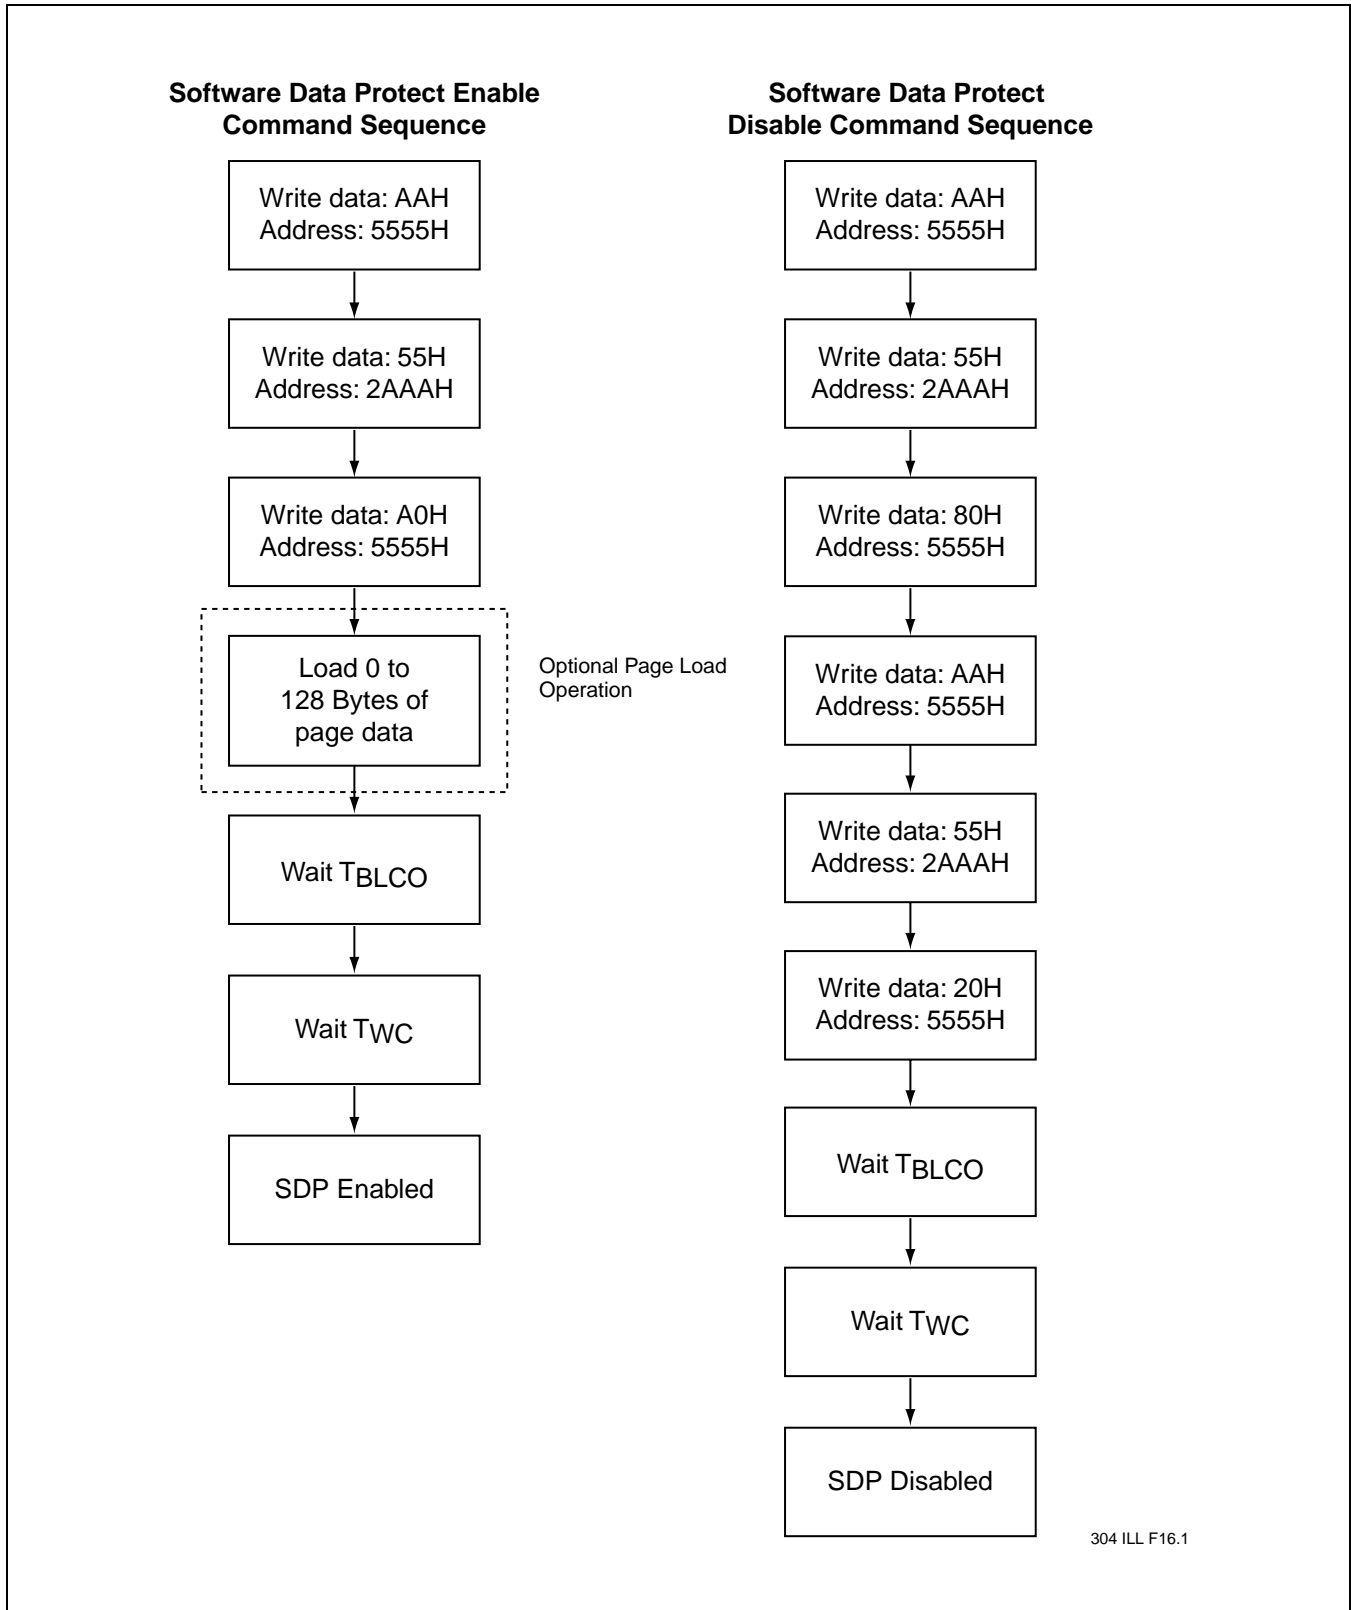 Software Data Protect Enable
Command Sequence
Write data: AAH
Address: 5555H
Write data: 55H
Address: 2AAAH
Write data: A0H
Address: 5555H
Load 0 to
128 Bytes of
page data
Optional Page Load
Operation
Wait TBLCO
Wait TWC
SDP Enabled
Software Data Protect
Disable Command Sequence
Write data: AAH
Address: 5555H
Write data: 55H
Address: 2AAAH
Write data: 80H
Address: 5555H
Write data: AAH
Address: 5555H
Write data: 55H
Address: 2AAAH
Write data: 20H
Address: 5555H
Wait TBLCO
Wait TWC
SDP Disabled
304 ILL F16.1